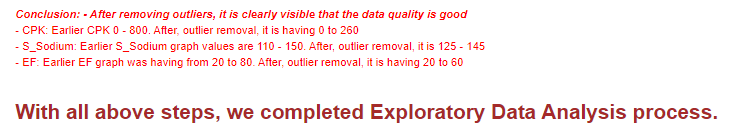 Conclusion: - After removing outliers, it is clearly visible that the data quality is good
- CPK: Earlier CPK 0 - 800. After, outlier removal, it is having 0 to 260
- S_Sodium: Earlier S_Sodium graph values are 110 - 150. After, outlier removal, it is 125 - 145
- EF: Earlier EF graph was having from 20 to 80. After, outlier removal, it is having 20 to 60
With all above steps, we completed Exploratory Data Analysis process.